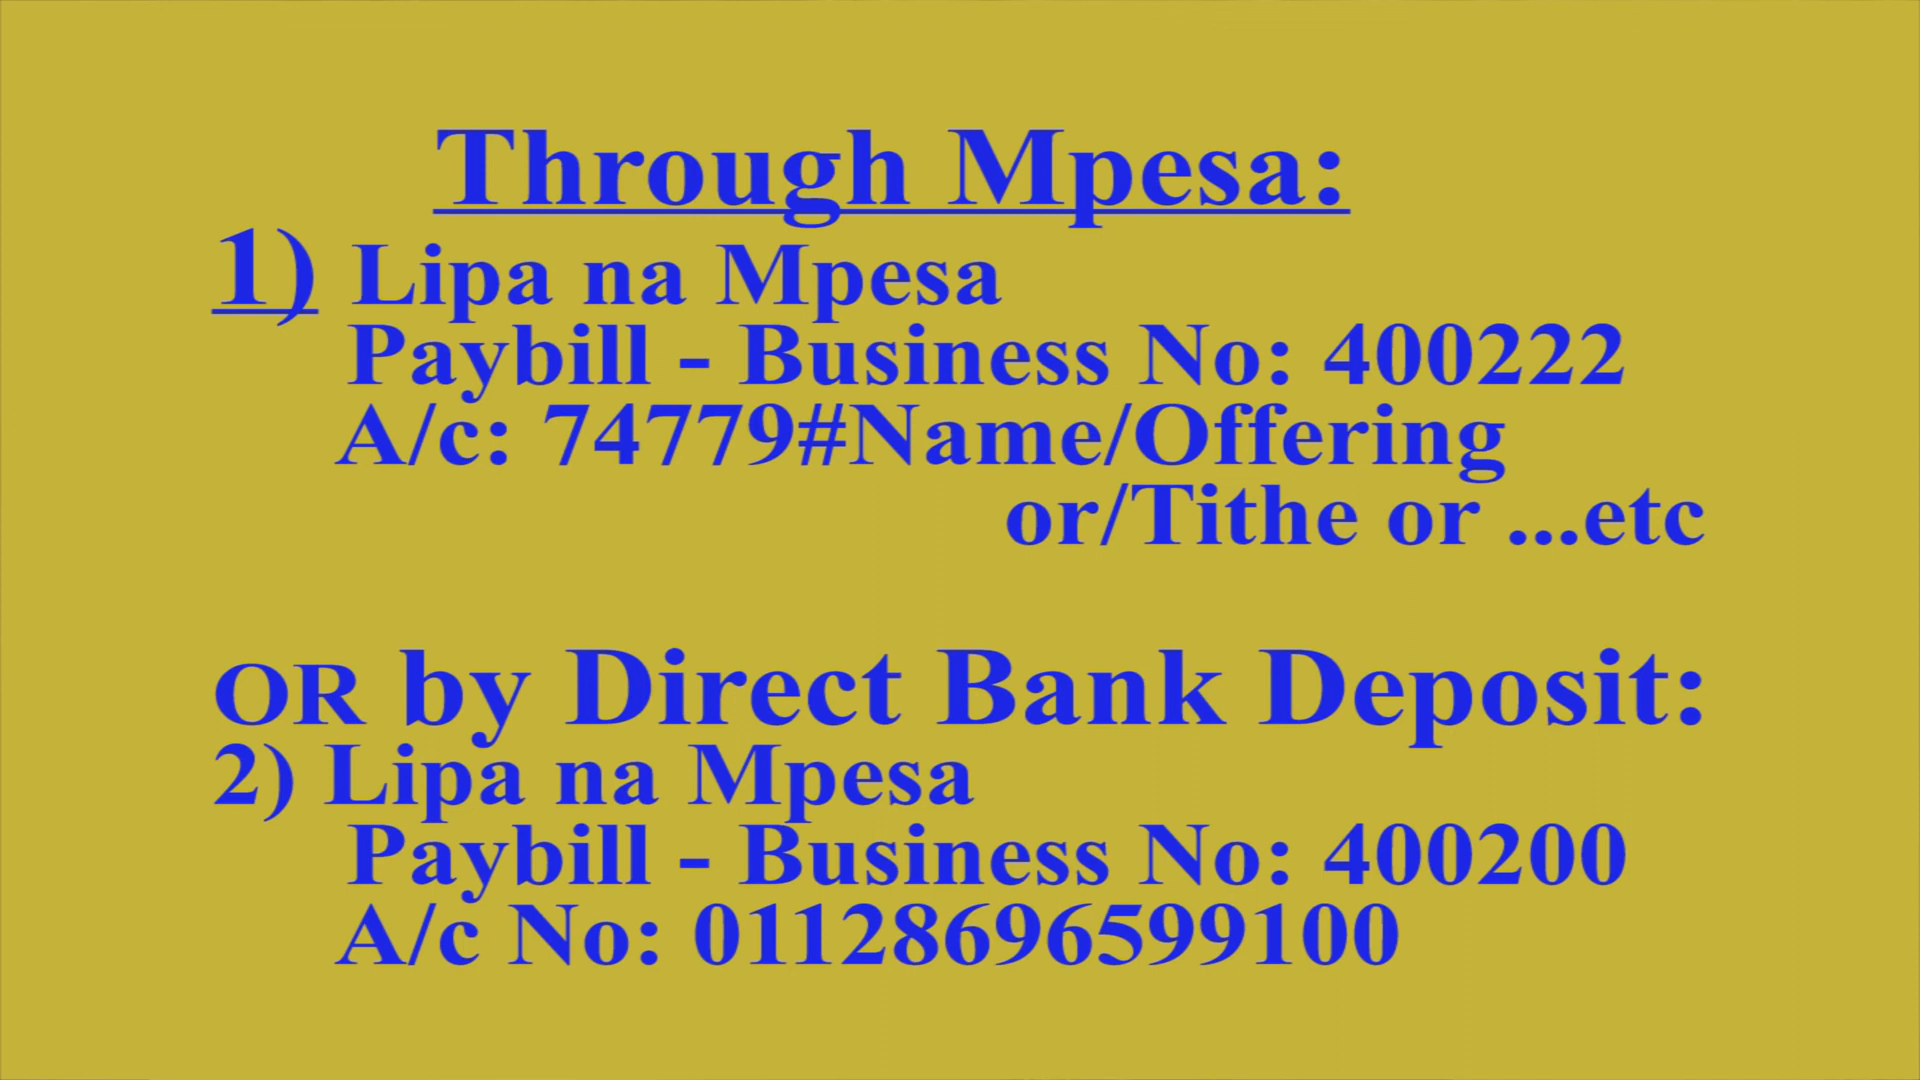 Through Mpesa:
1) Lipa na Mpesa
Paybill - Business No: 400222
A/c: 74779#Name/Offering
or/Tithe or ...etc
OR by Direct Bank Deposit:
2) Lipa na Mpesa
Paybill - Business No: 400200
A/c No: 01128696599100